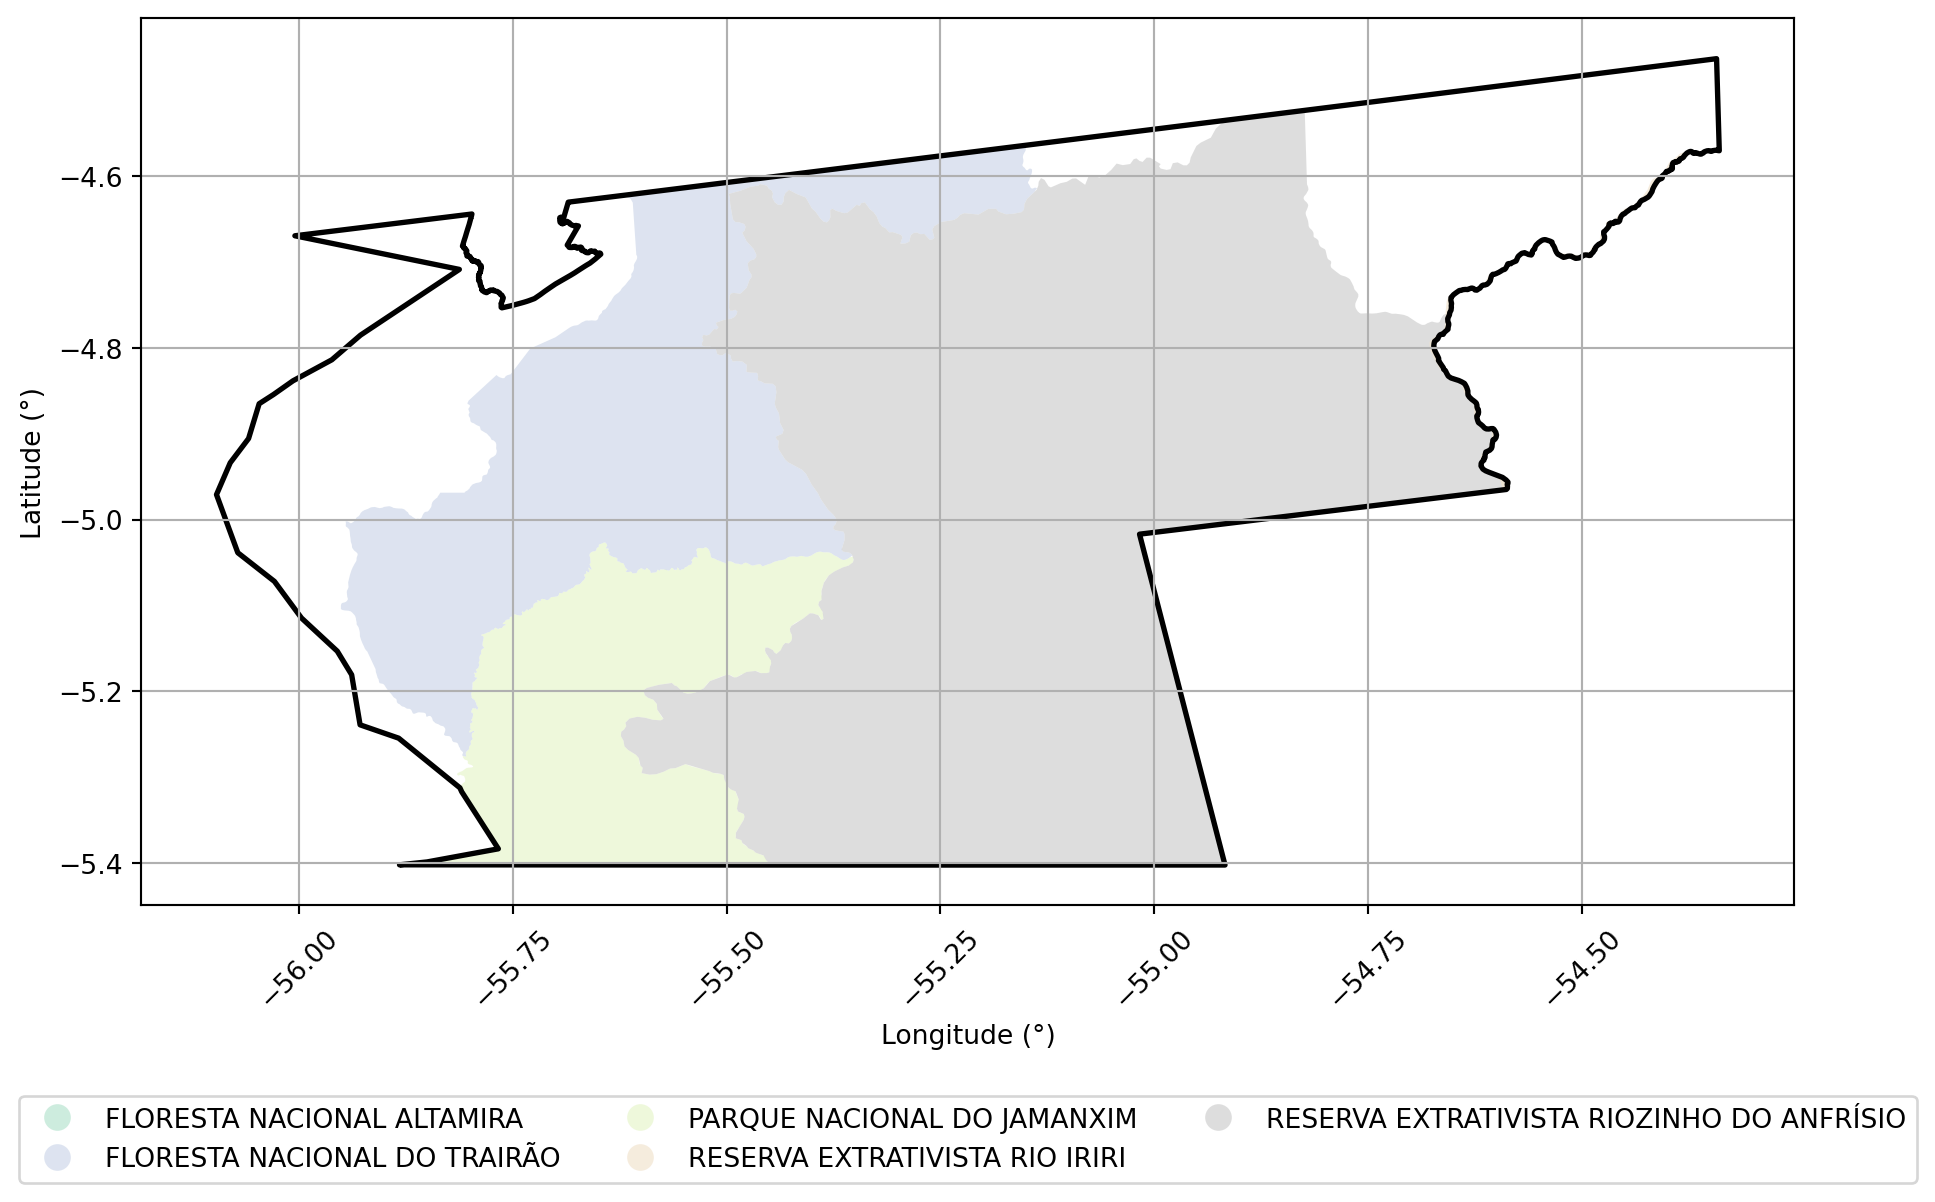 −4.6
−4.8
−5.0
−5.2
−5.4
Latitude (°)
−56.00
−55.75
−55.50
−55.25
−55.00
−54.75
−54.50
Longitude (°)
FLORESTA NACIONAL ALTAMIRA
FLORESTA NACIONAL DO TRAIRÃO
PARQUE NACIONAL DO JAMANXIM
RESERVA EXTRATIVISTA RIO IRIRI
RESERVA EXTRATIVISTA RIOZINHO DO ANFRÍSIO